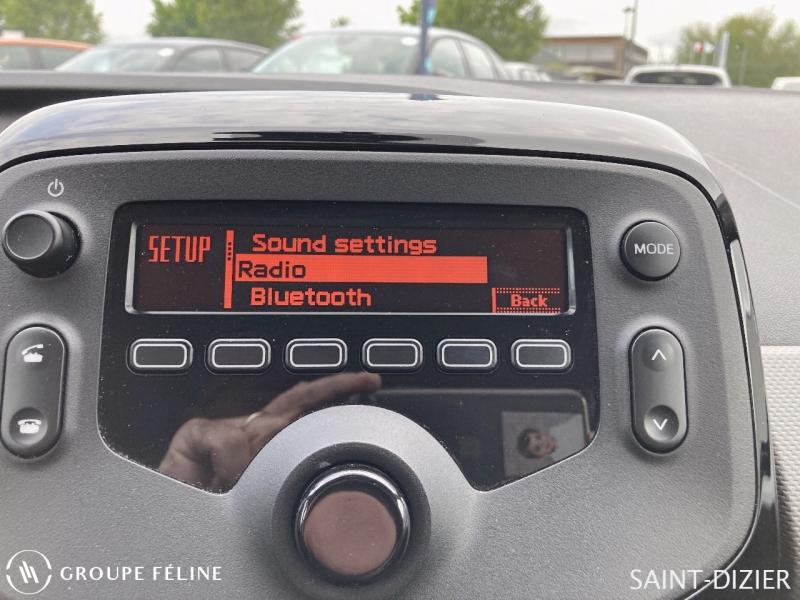 SETUP
Sound settings
Radio
Bluetooth
Back
MODE
GROUPE FÉLINE
SAINT-DIZIER